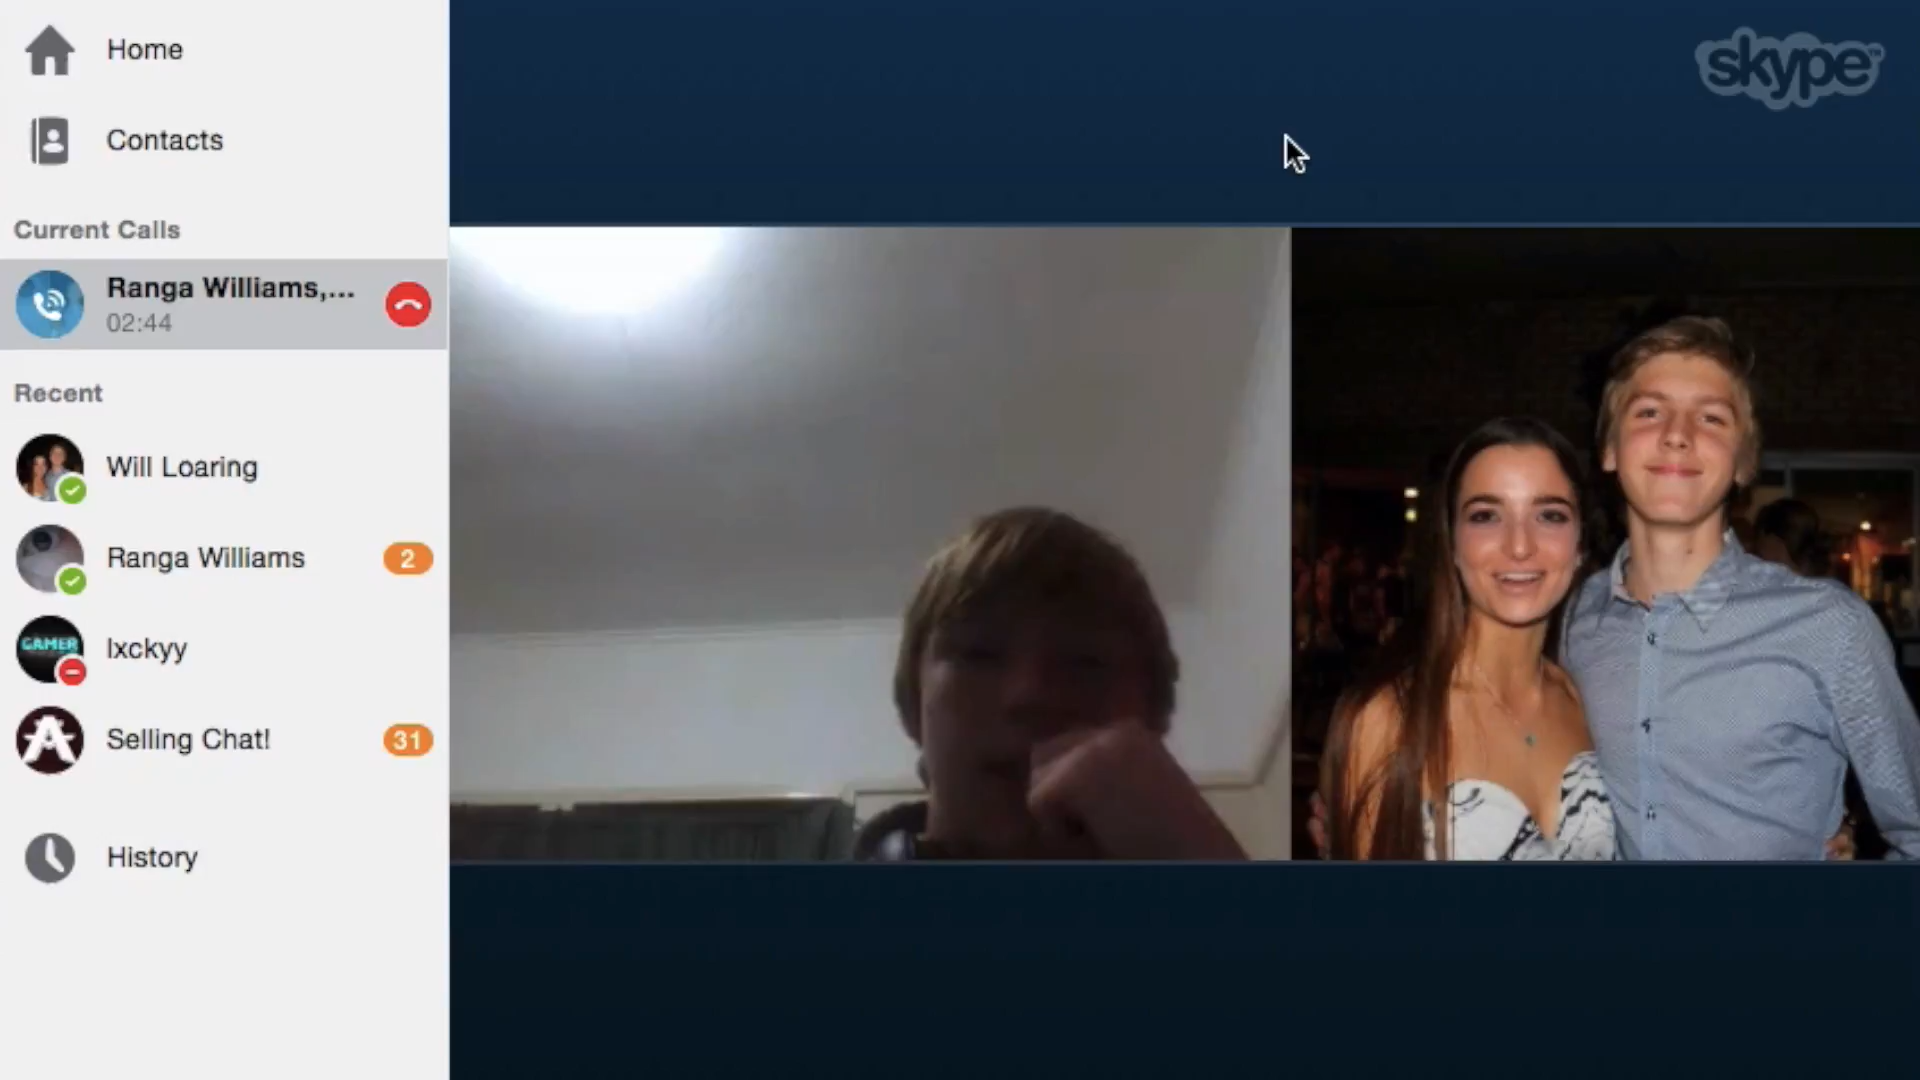 Home
skype™
Contacts
Current Calls
Ranga Williams,...
02:44
Recent
Will Loaring
Ranga Williams
2
GAMER
lxckyy
Selling Chat!
31
History